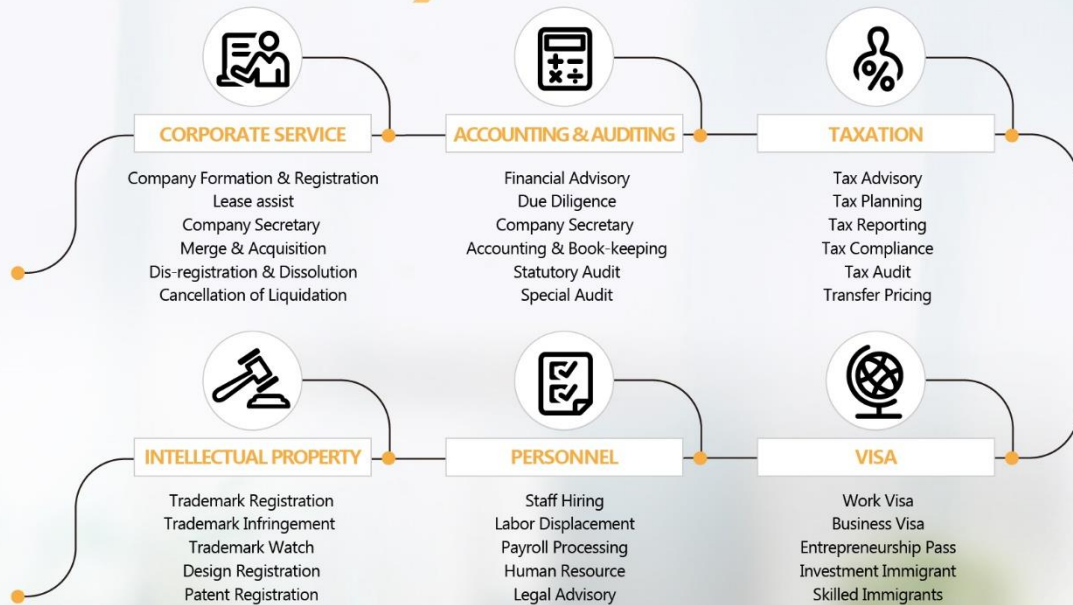 CORPORATE SERVICE
Company Formation & Registration
Lease assist
Company Secretary
Merge & Acquisition
Dis-registration & Dissolution
Cancellation of Liquidation
ACCOUNTING & AUDITING
Financial Advisory
Due Diligence
Company Secretary
Accounting & Book-keeping
Statutory Audit
Special Audit
TAXATION
Tax Advisory
Tax Planning
Tax Reporting
Tax Compliance
Tax Audit
Transfer Pricing
INTELLECTUAL PROPERTY
Trademark Registration
Trademark Infringement
Trademark Watch
Design Registration
Patent Registration
PERSONNEL
Staff Hiring
Labor Displacement
Payroll Processing
Human Resource
Legal Advisory
VISA
Work Visa
Business Visa
Entrepreneurship Pass
Investment Immigrant
Skilled Immigrants